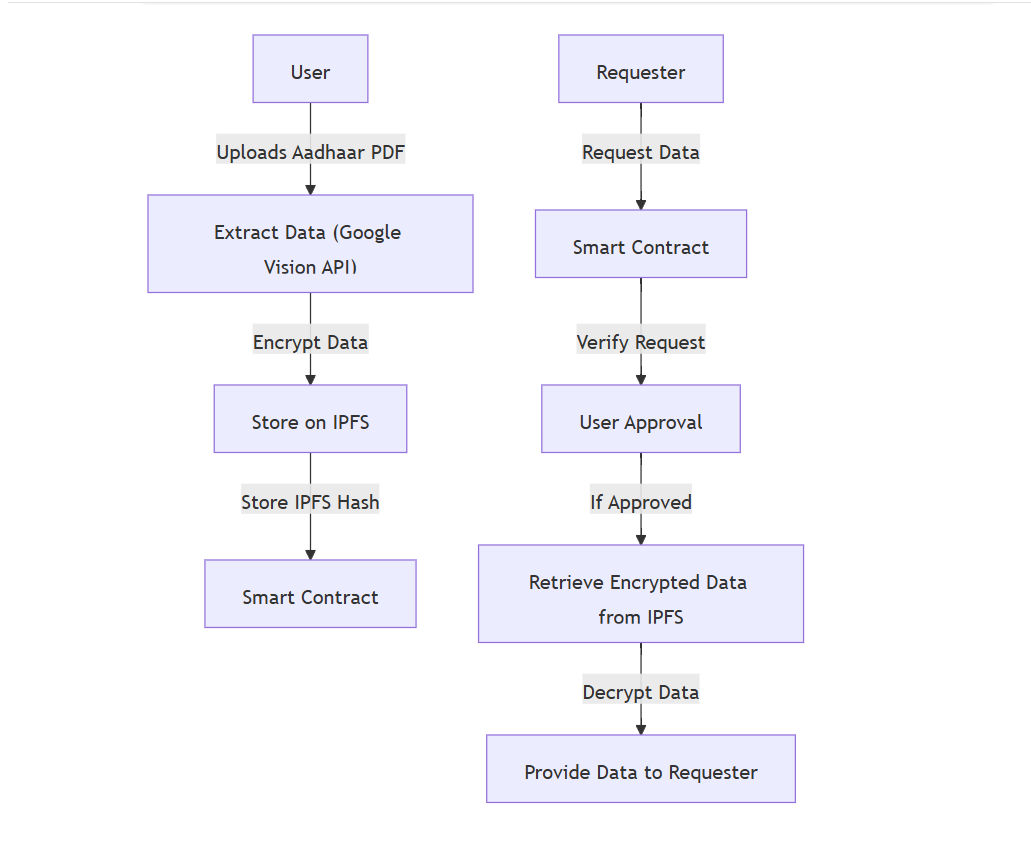 User
Uploads Aadhaar PDF
Extract Data (Google
Vision API)
Encrypt Data
Store on IPFS
Store IPFS Hash
Smart Contract
Requester
Request Data
Smart Contract
Verify Request
User Approval
If Approved
Retrieve Encrypted Data
from IPFS
Decrypt Data
Provide Data to Requester